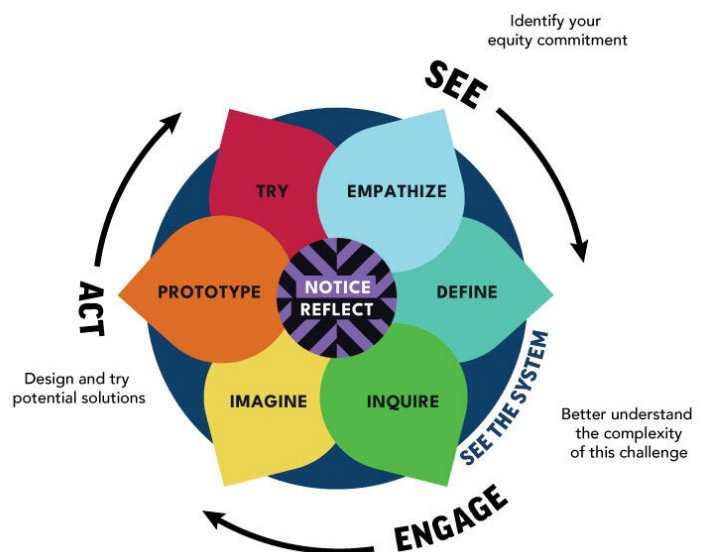 Identify your
equity commitment
SEE
TRY
EMPATHIZE
PROTOTYPE
NOTICE
REFLECT
DEFINE
ACT
Design and try
potential solutions
IMAGINE
INQUIRE
SEE THE SYSTEM
Better understand
the complexity
of this challenge
ENGAGE